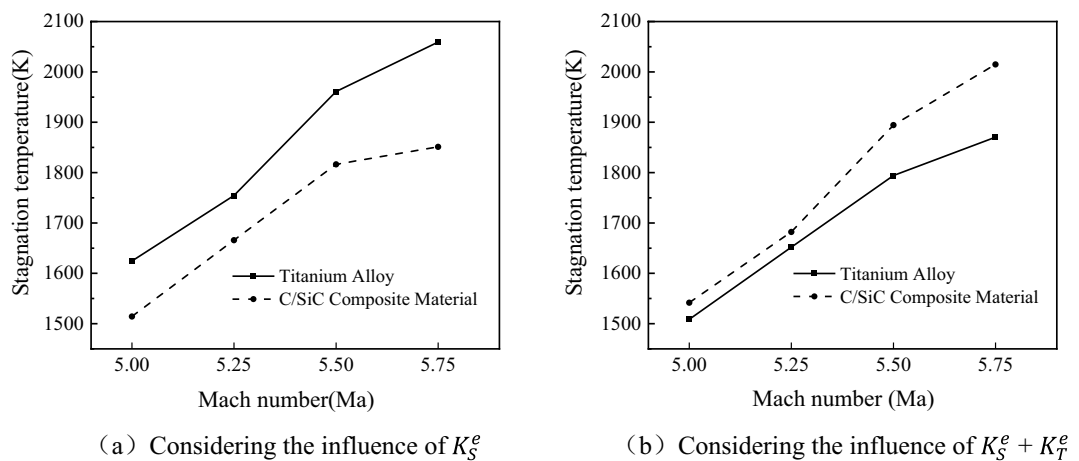 2100
2000
1900
1800
1700
1600
1500
Stagnation temperature(K)
Titanium Alloy
C/SiC Composite Material
5.00 5.25 5.50 5.75
Mach number(Ma)
(a) Considering the influence of K_S^e
2100
2000
1900
1800
1700
1600
1500
Stagnation temperature(K)
Titanium Alloy
C/SiC Composite Material
5.00 5.25 5.50 5.75
Mach number (Ma)
(b) Considering the influence of K_S^e + K_T^e